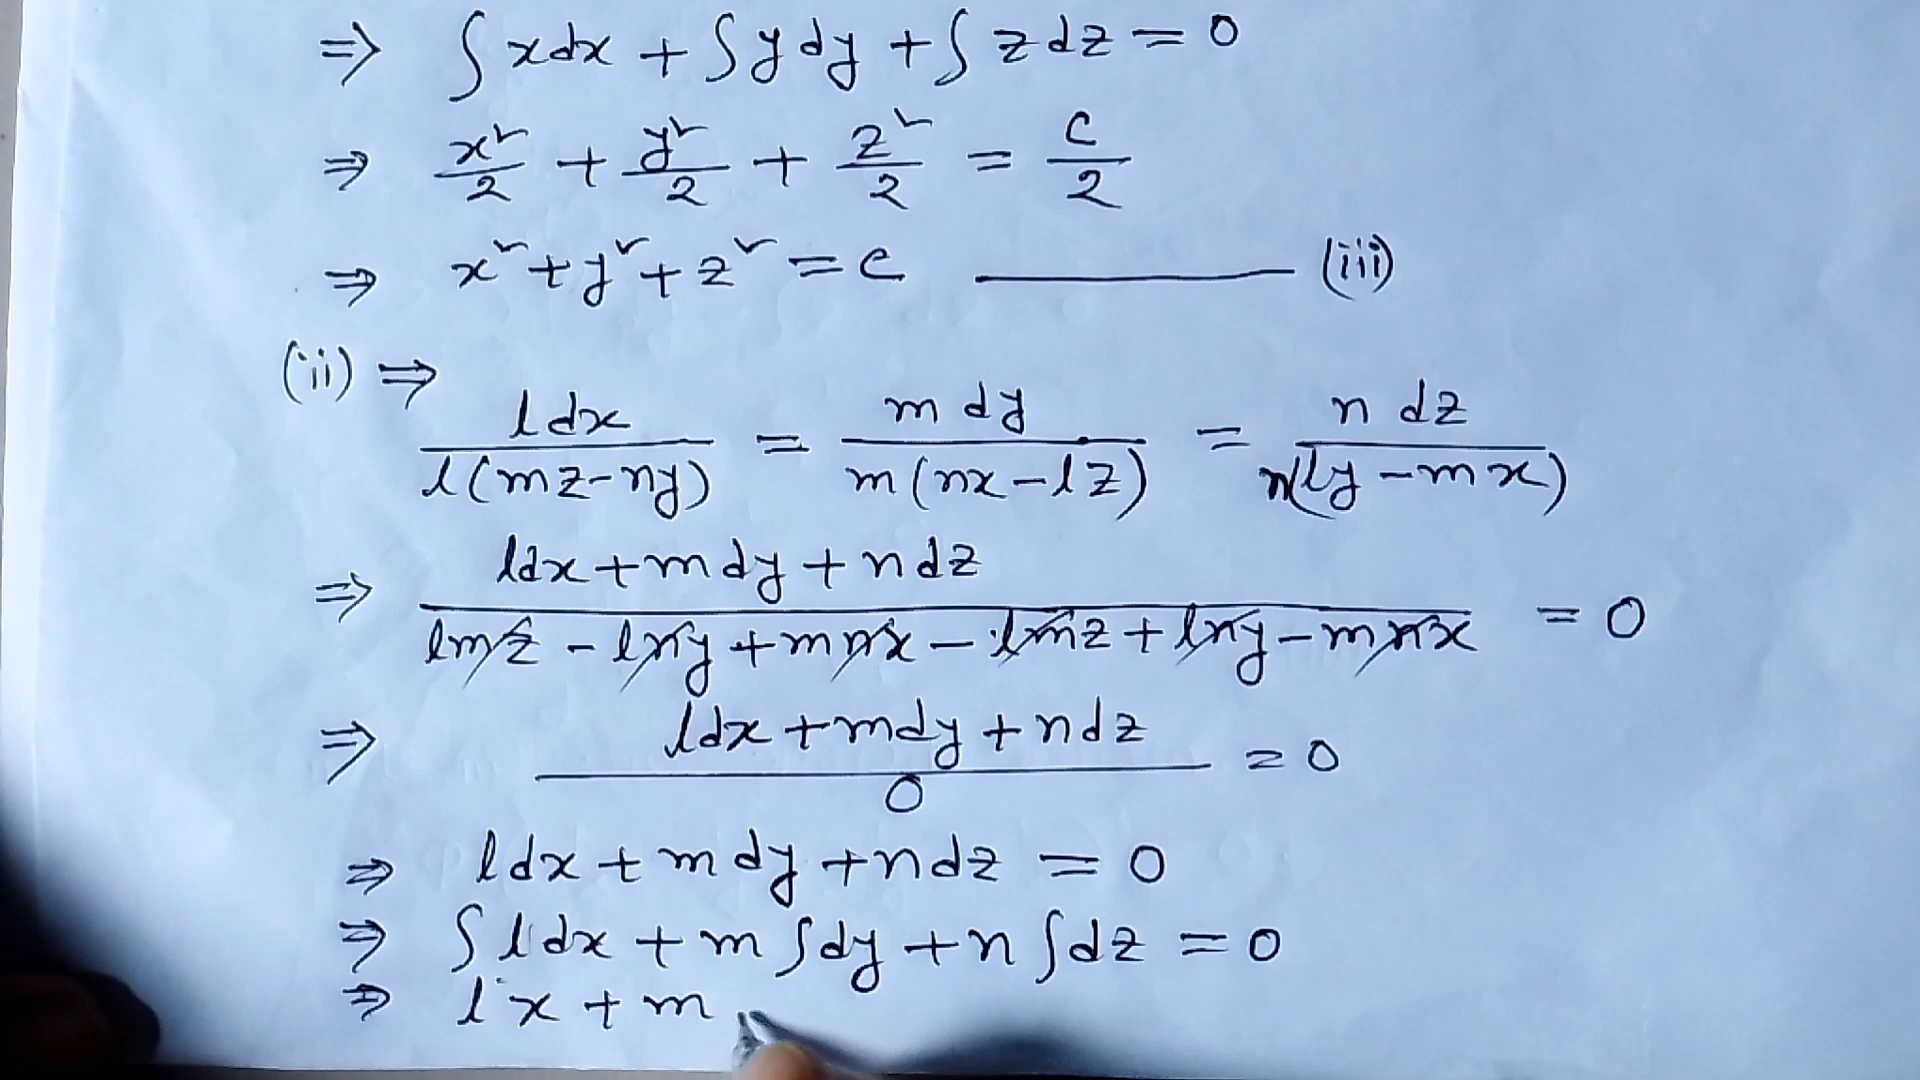 ⇒ ∫xdx + ∫ydy + ∫zdz = 0
⇒ x²/2 + y²/2 + z²/2 = c/2
⇒ x² + y² + z² = c ——— (iii)
(ii) ⇒
ldx/l(mz-ny) = mdy/m(nx-lz) = ndz/n(ly-mx)
⇒ ldx+mdy+ndz/lmz - lny + mnx - lmz + lny - mnx = 0
⇒ ldx+mdy+ndz/0 = 0
⇒ ldx + mdy + ndz = 0
⇒ ∫ldx + m∫dy + n∫dz = 0
⇒ lx + m